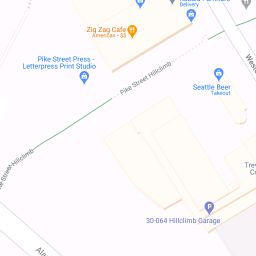 Delivery
Zig Zag Cafe
American • $$
Pike Street Press -
Letterpress Print Studio
Pike Street Hillclimb
Seattle Beer
Takeout
30-064 Hillclimb Garage